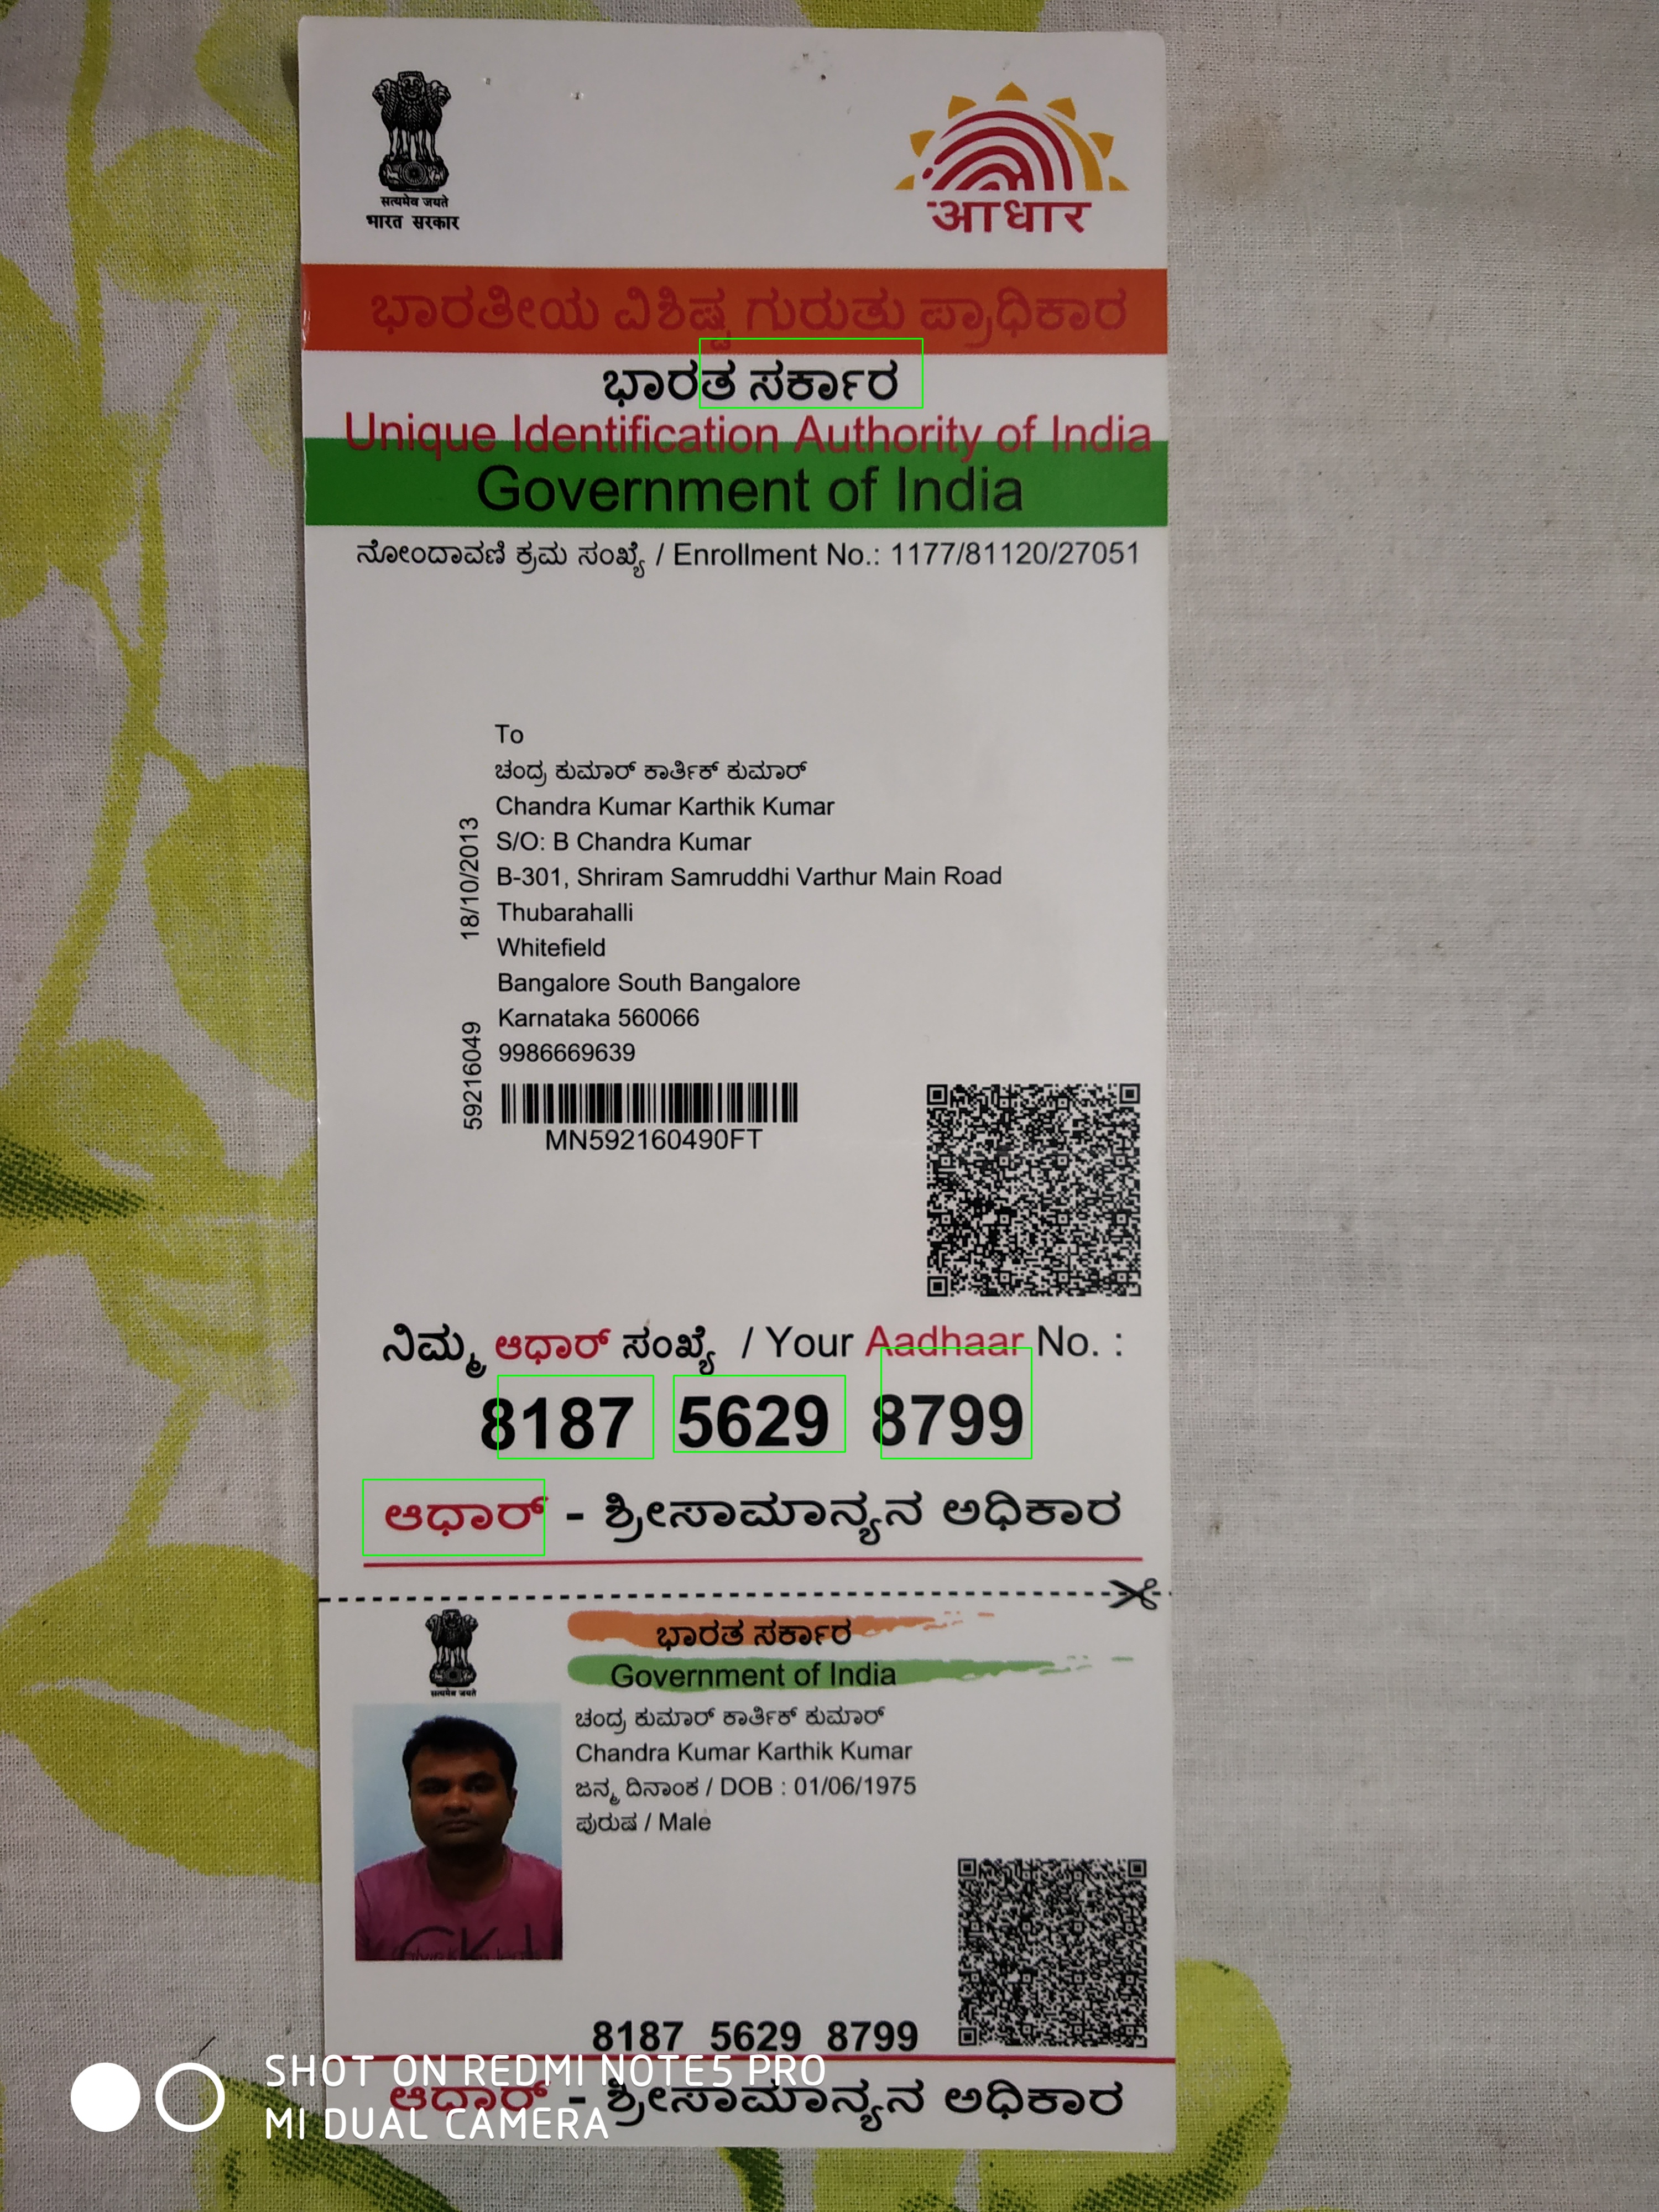 सत्यमेव जयते
भारत सरकार
आधार
ಭಾರತೀಯ ವಿಶಿಷ್ಟ ಗುರುತು ಪ್ರಾಧಿಕಾರ
ಭಾರತ ಸರ್ಕಾರ
Unique Identification Authority of India
Government of India
ನೋಂದಾವಣಿ ಕ್ರಮ ಸಂಖ್ಯೆ / Enrollment No.: 1177/81120/27051
To
ಚಂದ್ರ ಕುಮಾರ್ ಕಾರ್ತಿಕ್ ಕುಮಾರ್
Chandra Kumar Karthik Kumar
S/O: B Chandra Kumar
B-301, Shriram Samruddhi Varthur Main Road
Thubarahalli
Whitefield
Bangalore South Bangalore
Karnataka 560066
9986669639
18/10/2013
59216049
MN592160490FT
ನಿಮ್ಮ ಆಧಾರ್ ಸಂಖ್ಯೆ / Your Aadhaar No. :
8187 5629 8799
ಆಧಾರ್ - ಶ್ರೀಸಾಮಾನ್ಯನ ಅಧಿಕಾರ
सत्यमेव जयते
ಭಾರತ ಸರ್ಕಾರ
Government of India
ಚಂದ್ರ ಕುಮಾರ್ ಕಾರ್ತಿಕ್ ಕುಮಾರ್
Chandra Kumar Karthik Kumar
ಜನ್ಮ ದಿನಾಂಕ / DOB : 01/06/1975
ಪುರುಷ / Male
8187 5629 8799
ಆಧಾರ್ - ಶ್ರೀಸಾಮಾನ್ಯನ ಅಧಿಕಾರ
SHOT ON REDMI NOTE5 PRO
MI DUAL CAMERA